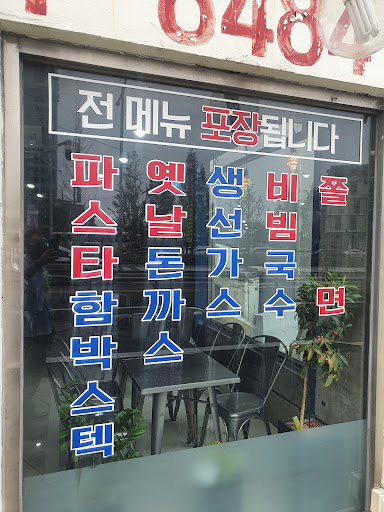 6484
전 메뉴 포장됩니다
파스타
함박스텍
옛날돈까스
생선가스
비빔국수
쫄면